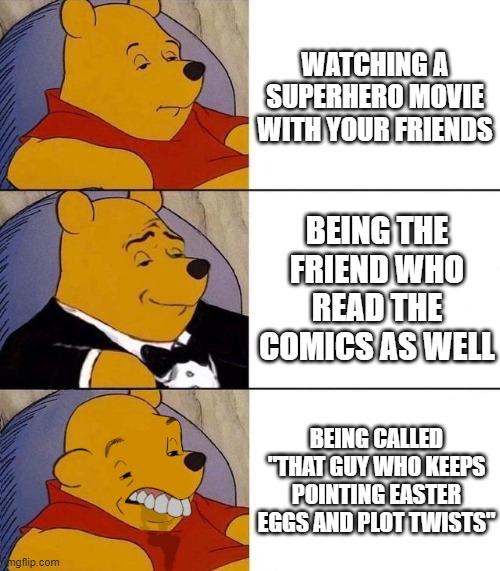 WATCHING A
SUPERHERO MOVIE
WITH YOUR FRIENDS
BEING THE
FRIEND WHO
READ THE
COMICS AS WELL
BEING CALLED
"THAT GUY WHO KEEPS
POINTING EASTER
EGGS AND PLOT TWISTS"
imgflip.com